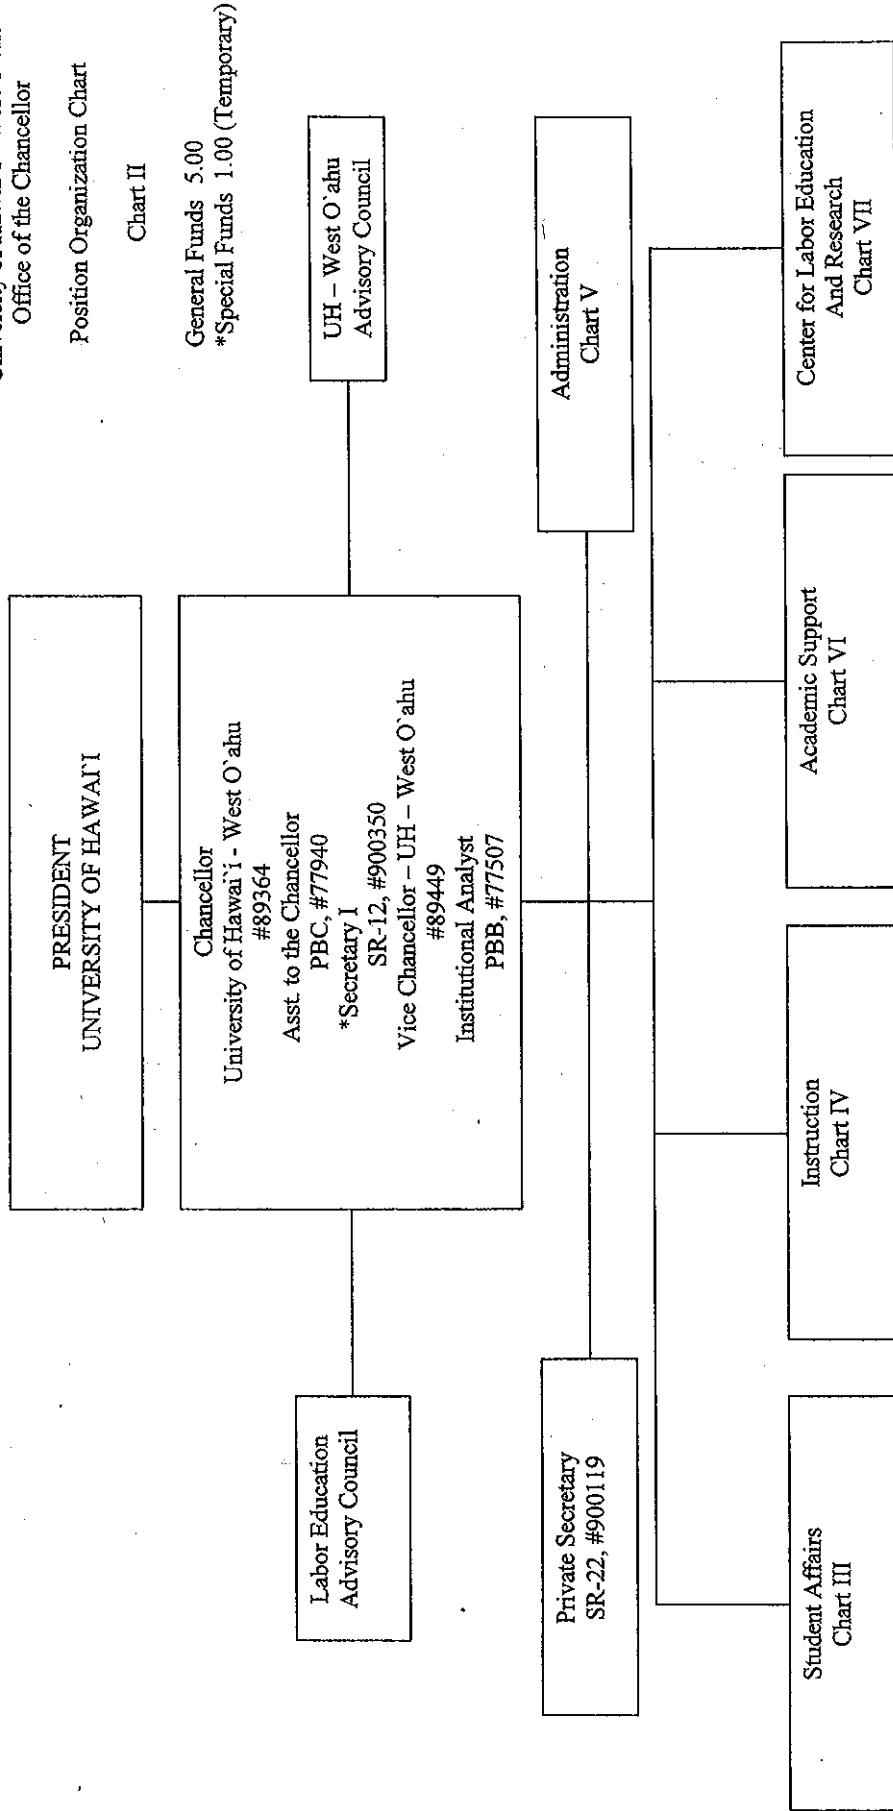 Office of the Chancellor
Position Organization Chart
Chart II
General Funds 5.00
*Special Funds 1.00 (Temporary)
PRESIDENT
UNIVERSITY OF HAWAI`I
Chancellor
University of Hawai`i - West O`ahu
#89364
Asst. to the Chancellor
PBC, #77940
*Secretary I
SR-12, #900350
Vice Chancellor – UH – West O`ahu
#89449
Institutional Analyst
PBB, #77507
Labor Education
Advisory Council
UH – West O`ahu
Advisory Council
Private Secretary
SR-22, #900119
Administration
Chart V
Student Affairs
Chart III
Instruction
Chart IV
Academic Support
Chart VI
Center for Labor Education
And Research
Chart VII